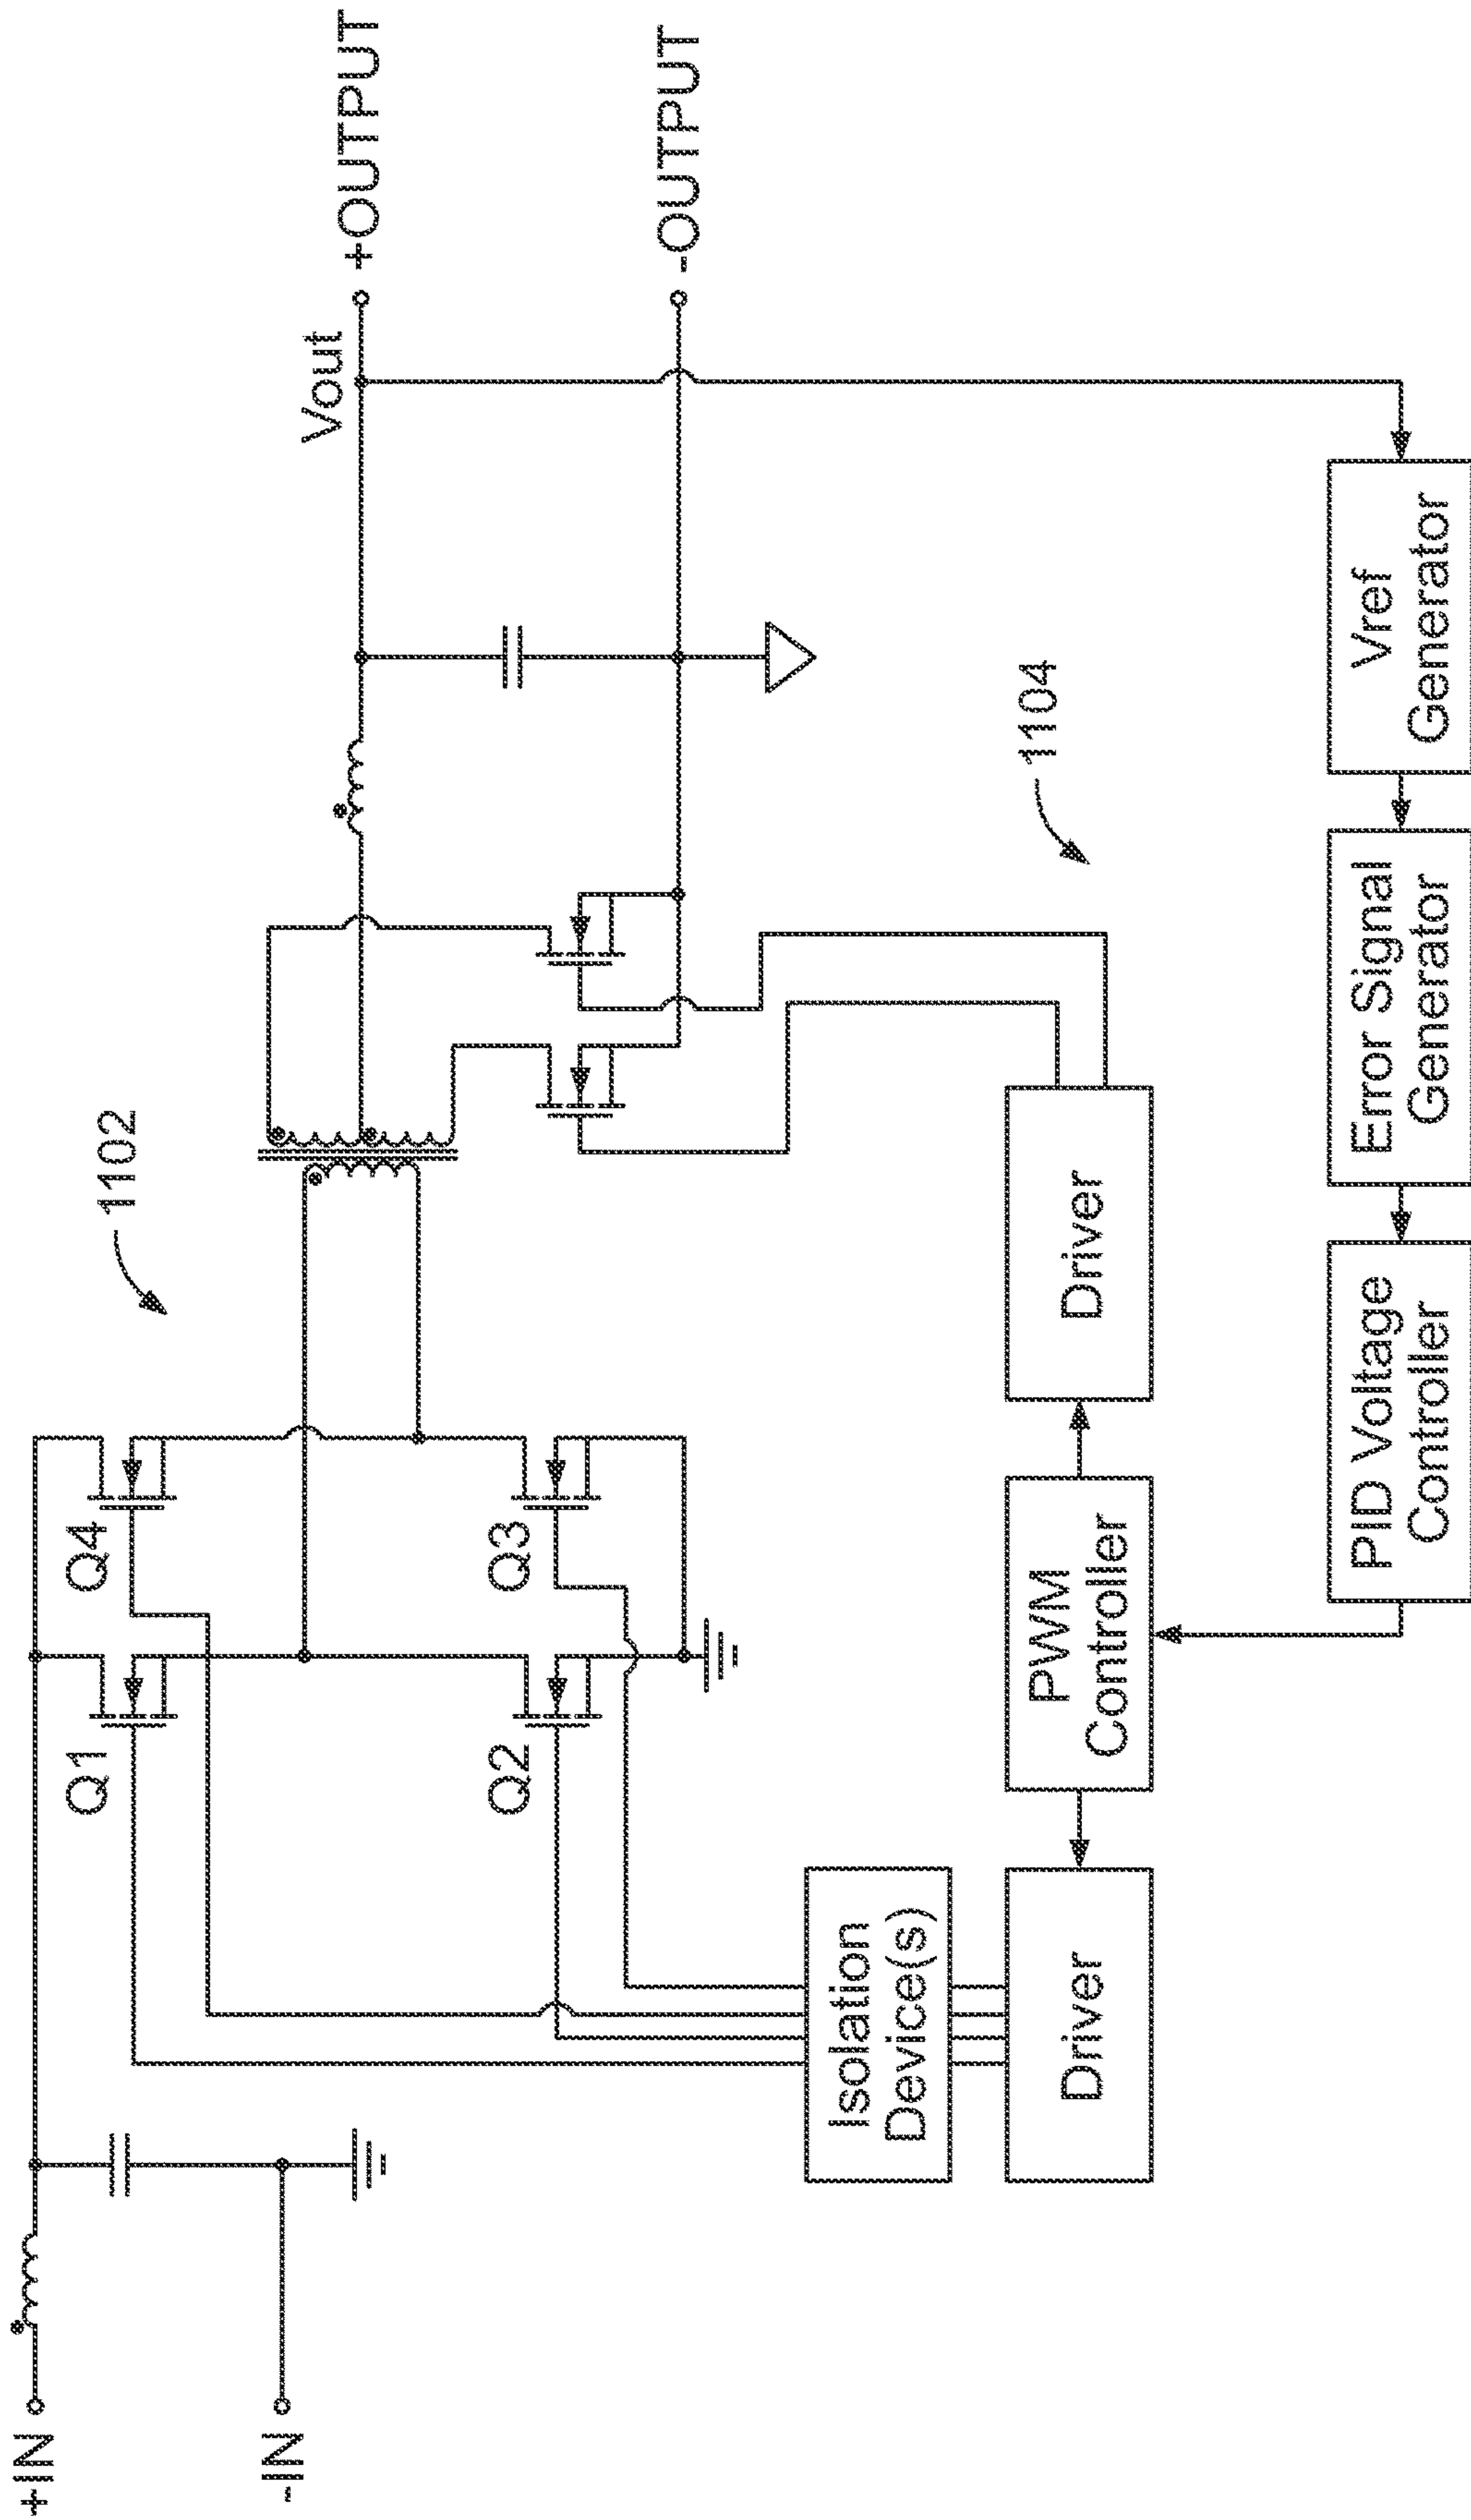 +IN
-IN
Q1
Q4
Q2
Q3
1102
Vout
+OUTPUT
-OUTPUT
1104
Isolation
Device(s)
Driver
PWM
Controller
Driver
PID Voltage
Controller
Error Signal
Generator
Vref
Generator